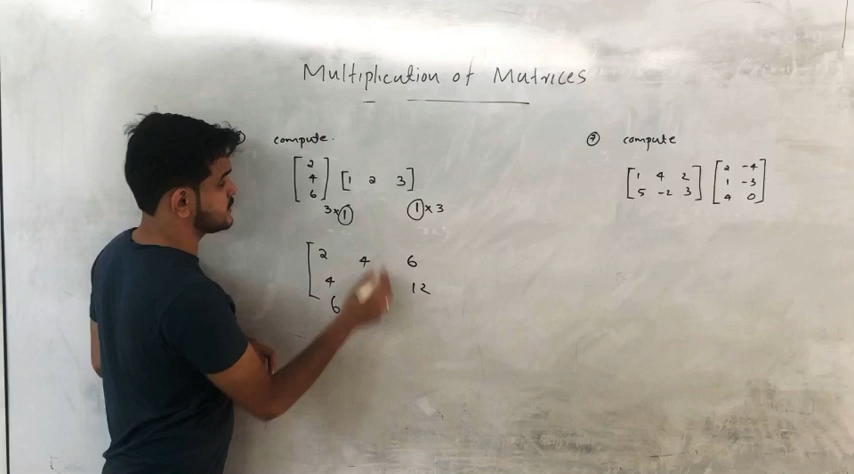 Multiplication of Matrices
compute.
2
4
6
1 2 3
3×1 1×3
2 4 6
4 12
6
② compute
1 4 2
5 -2 3
2 -4
1 -3
4 0